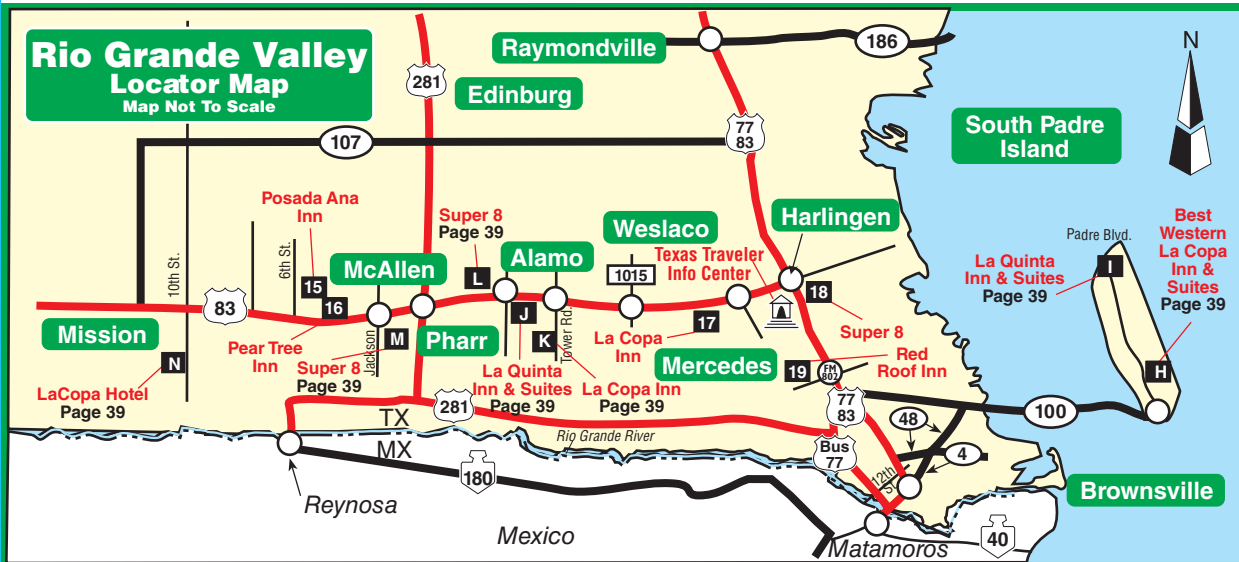 Rio Grande Valley
Locator Map
Map Not To Scale
281
Edinburg
Raymondville
186
N
107
77
83
South Padre
Island
10th St.
Posada Ana
Inn
6th St.
15
16
McAllen
Super 8
Page 39
L
Alamo
Weslaco
1015
Texas Traveler
Info Center
Harlingen
18
Super 8
Padre Blvd.
La Quinta
Inn & Suites
Page 39
I
Best
Western
La Copa
Inn &
Suites
Page 39
H
83
Mission
N
LaCopa Hotel
Page 39
Pear Tree
Inn
Super 8
Page 39
Jackson
M
Pharr
J
La Quinta
Inn & Suites
Page 39
K
Tower Rd.
La Copa Inn
Page 39
La Copa
Inn
17
Mercedes
19
Red
Roof Inn
FM
802
77
83
100
281
TX
MX
Rio Grande River
Bus
77
48
4
12th
St.
Brownsville
180
Reynosa
Mexico
Matamoros
40